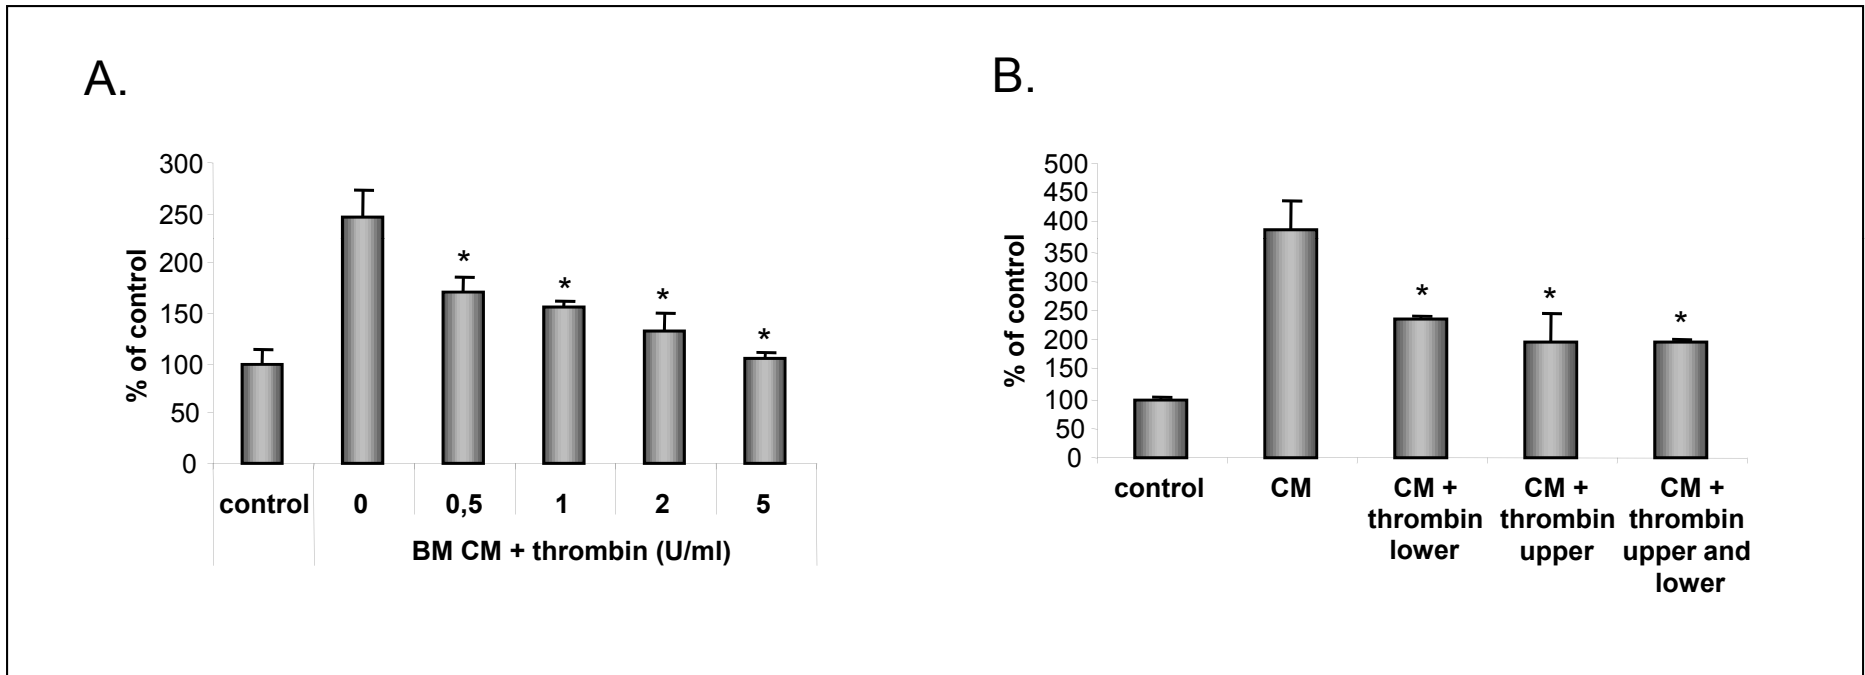 A.
300
250
200
150
100
50
0
% of control
*
*
*
*
control 0 0,5 1 2 5
BM CM + thrombin (U/ml)
B.
500
450
400
350
300
250
200
150
100
50
0
% of control
*
*
*
control
CM
CM +
thrombin
lower
CM +
thrombin
upper
CM +
thrombin
upper and
lower